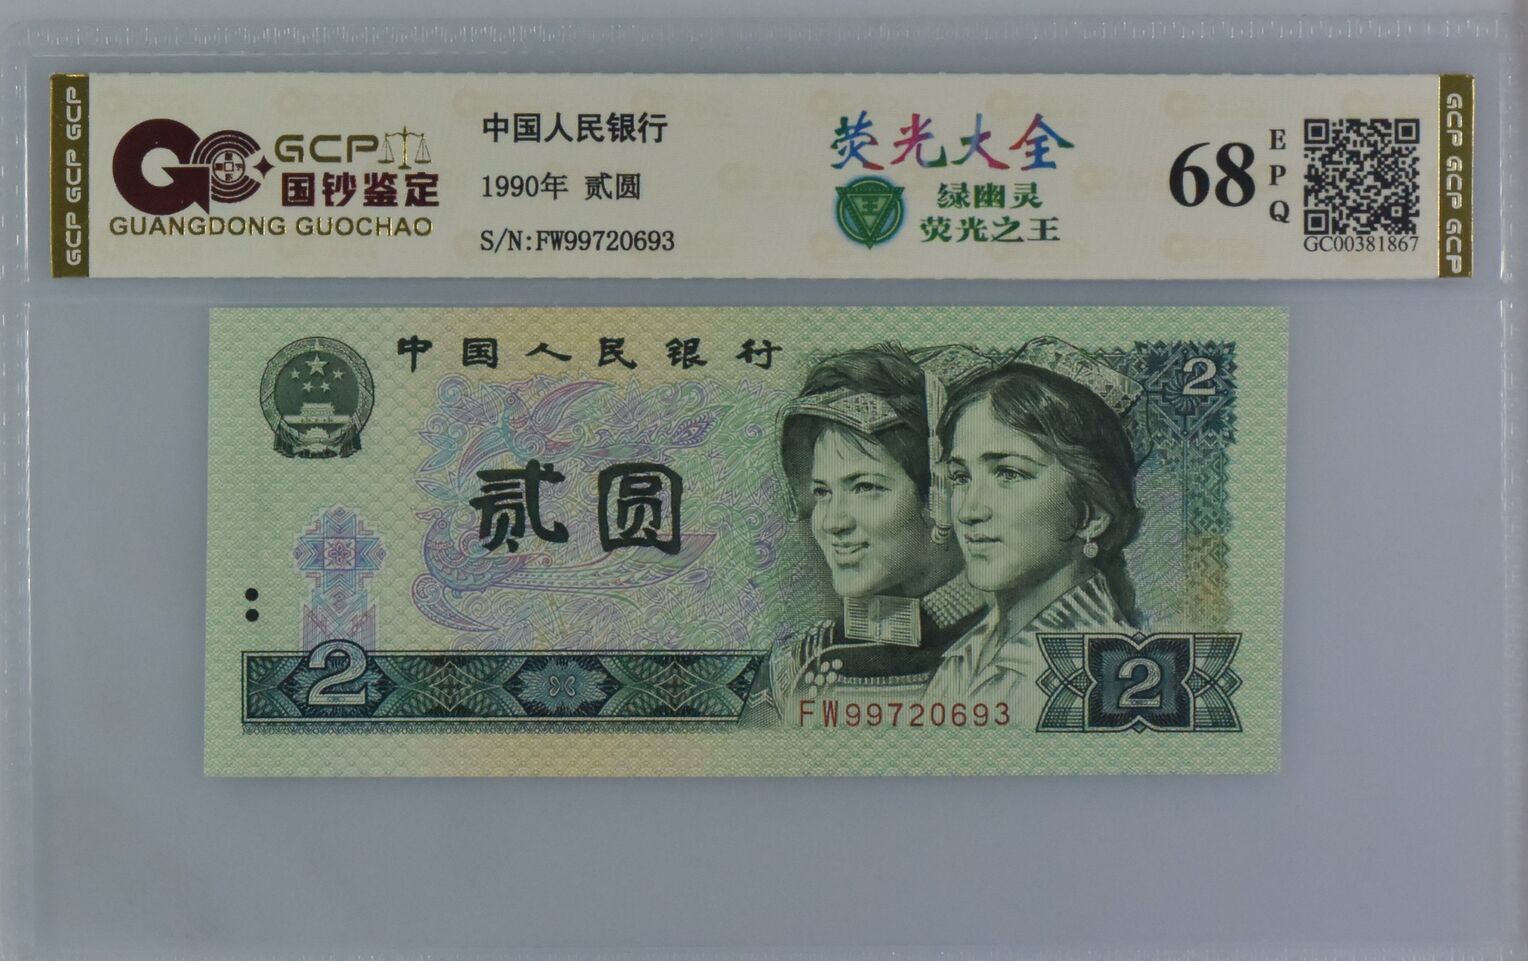 GCP GCP GCP
GCP
国钞鉴定
GUANGDONG GUOCHAO
中国人民银行
1990年 贰圆
S/N:FW99720693
荧光大全
王
绿幽灵
荧光之王
68
E
P
Q
GC00381867
GCP GCP GCP
中国人民银行
2
贰圆
2
FW99720693
2